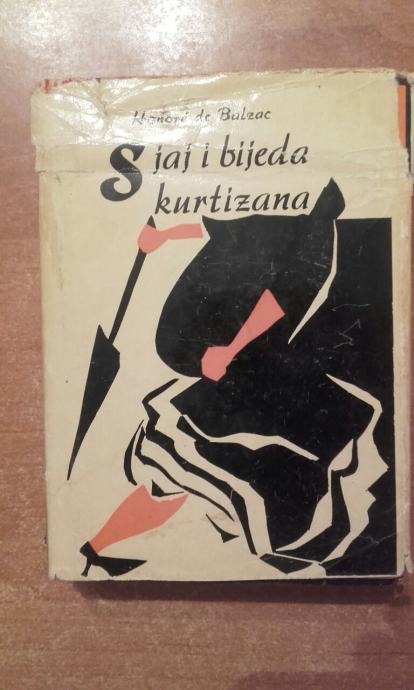 Honoré de Balzac
Sjaj i bijeda
kurtizana